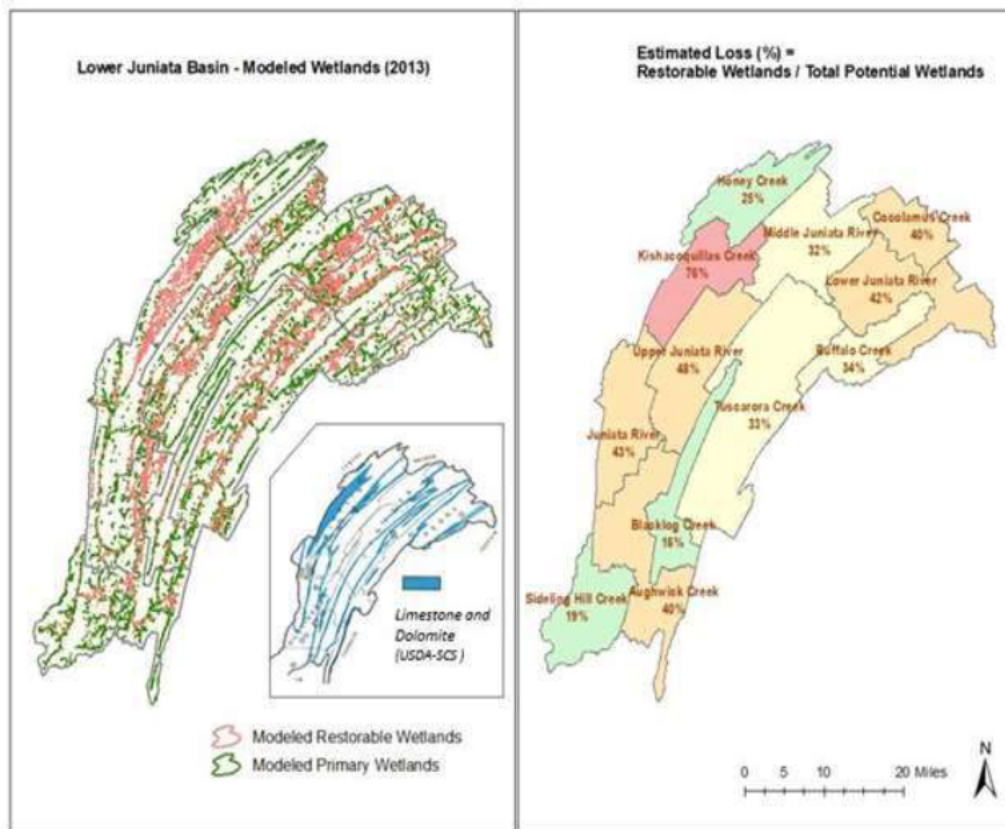 Lower Juniata Basin - Modeled Wetlands (2013)
Limestone and
Dolomite
(USDA-SCS )
Modeled Restorable Wetlands
Modeled Primary Wetlands
Estimated Loss (%) =
Restorable Wetlands / Total Potential Wetlands
Honey Creek
25%
Cocolamus Creek
40%
Middle Juniata River
32%
Kishacoquillas Creek
76%
Lower Juniata River
42%
Upper Juniata River
48%
Buffalo Creek
34%
Tuscarora Creek
33%
Juniata River
43%
Blacklog Creek
16%
Sideling Hill Creek
19%
Aughwick Creek
40%
N
0 5 10 20 Miles